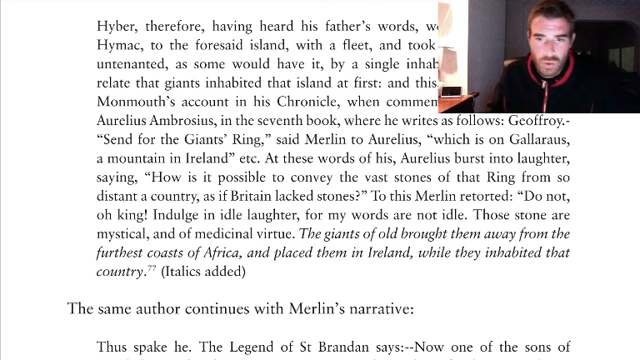 Hyber, therefore, having heard his father's words, w
Hymac, to the foresaid island, with a fleet, and took
untenanted, as some would have it, by a single inhab
relate that giants inhabited that island at first: and this
Monmouth's account in his Chronicle, when commen
Aurelius Ambrosius, in the seventh book, where he writes as follows: Geoffroy.-
“Send for the Giants' Ring,” said Merlin to Aurelius, “which is on Gallaraus,
a mountain in Ireland” etc. At these words of his, Aurelius burst into laughter,
saying, “How is it possible to convey the vast stones of that Ring from so
distant a country, as if Britain lacked stones?” To this Merlin retorted: “Do not,
oh king! Indulge in idle laughter, for my words are not idle. Those stone are
mystical, and of medicinal virtue. The giants of old brought them away from the
furthest coasts of Africa, and placed them in Ireland, while they inhabited that
country.77 (Italics added)
The same author continues with Merlin's narrative:
Thus spake he. The Legend of St Brandan says:--Now one of the sons of